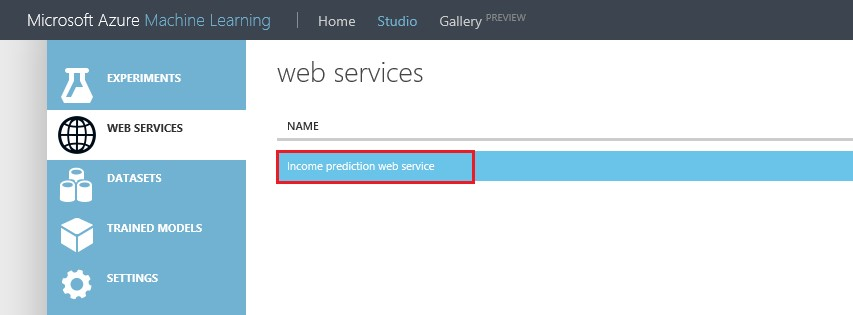 Microsoft Azure Machine Learning | Home Studio Gallery PREVIEW
EXPERIMENTS
WEB SERVICES
DATASETS
TRAINED MODELS
SETTINGS
web services
NAME
Income prediction web service